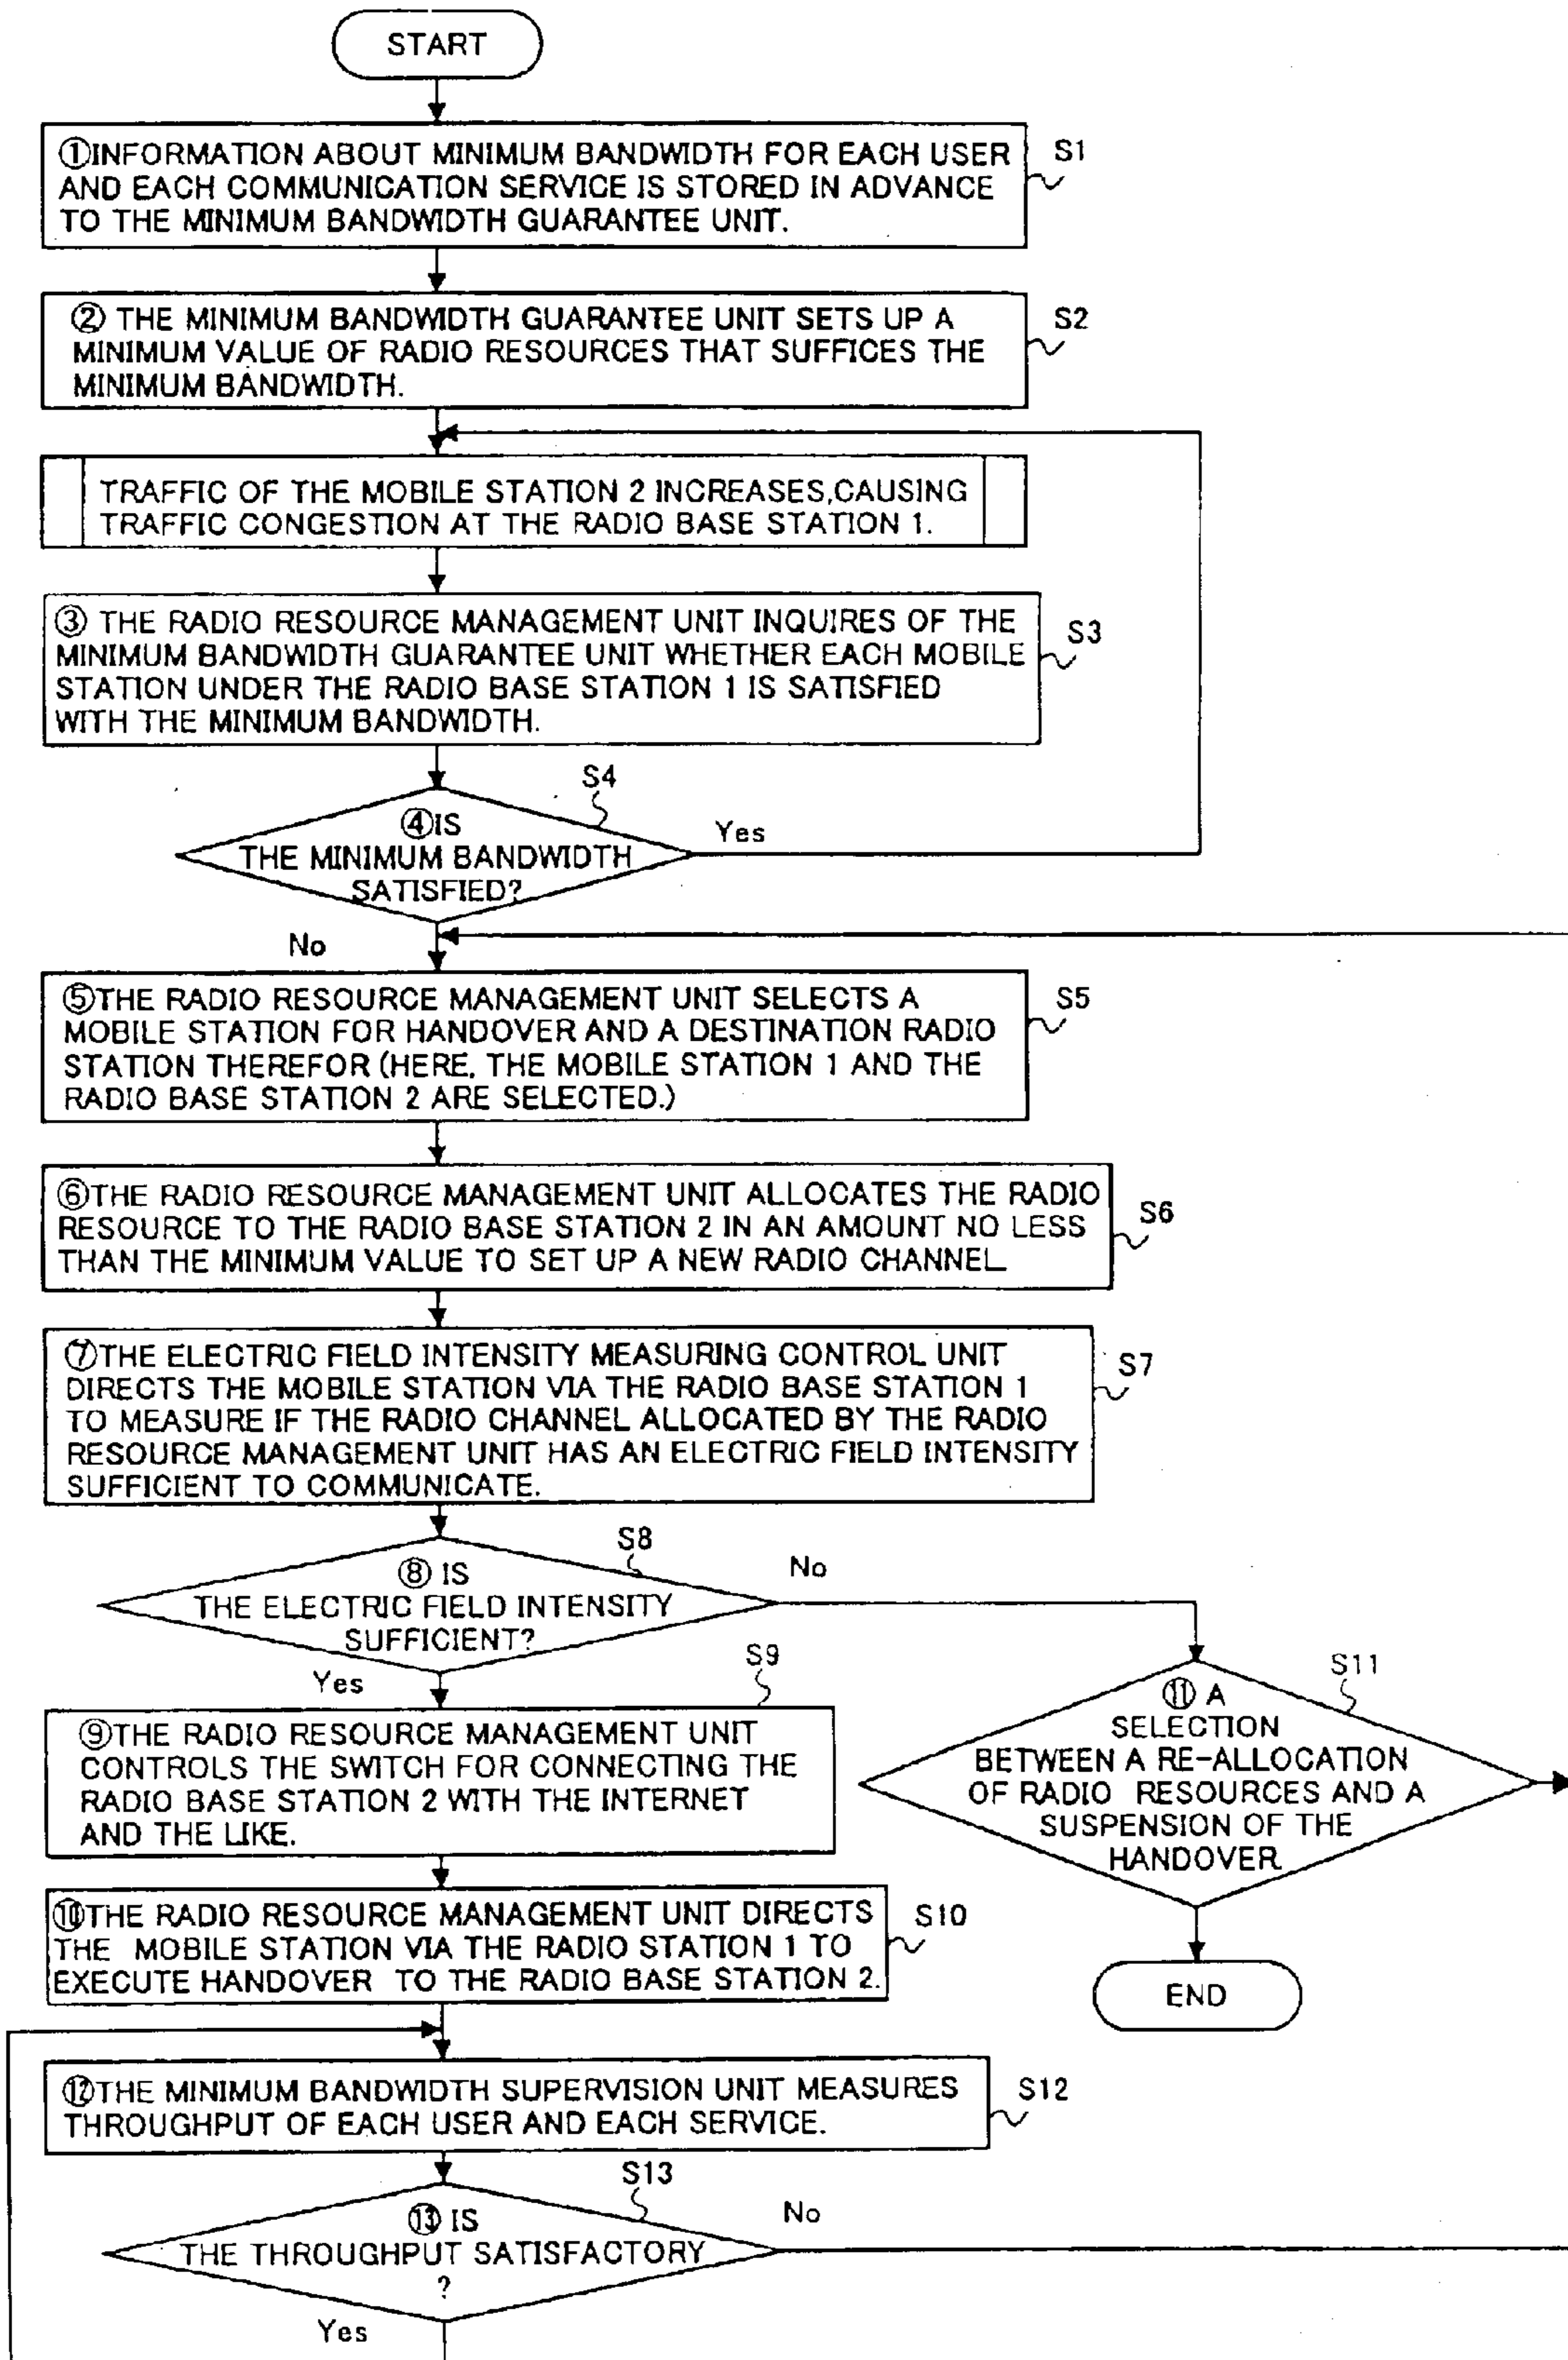 START
①INFORMATION ABOUT MINIMUM BANDWIDTH FOR EACH USER
AND EACH COMMUNICATION SERVICE IS STORED IN ADVANCE
TO THE MINIMUM BANDWIDTH GUARANTEE UNIT.
S1
② THE MINIMUM BANDWIDTH GUARANTEE UNIT SETS UP A
MINIMUM VALUE OF RADIO RESOURCES THAT SUFFICES THE
MINIMUM BANDWIDTH.
S2
TRAFFIC OF THE MOBILE STATION 2 INCREASES,CAUSING
TRAFFIC CONGESTION AT THE RADIO BASE STATION 1.
③ THE RADIO RESOURCE MANAGEMENT UNIT INQUIRES OF THE
MINIMUM BANDWIDTH GUARANTEE UNIT WHETHER EACH MOBILE
STATION UNDER THE RADIO BASE STATION 1 IS SATISFIED
WITH THE MINIMUM BANDWIDTH.
S3
S4
④IS
THE MINIMUM BANDWIDTH
SATISFIED?
Yes
No
⑤THE RADIO RESOURCE MANAGEMENT UNIT SELECTS A
MOBILE STATION FOR HANDOVER AND A DESTINATION RADIO
STATION THEREFOR (HERE, THE MOBILE STATION 1 AND THE
RADIO BASE STATION 2 ARE SELECTED.)
S5
⑥THE RADIO RESOURCE MANAGEMENT UNIT ALLOCATES THE RADIO
RESOURCE TO THE RADIO BASE STATION 2 IN AN AMOUNT NO LESS
THAN THE MINIMUM VALUE TO SET UP A NEW RADIO CHANNEL
S6
⑦THE ELECTRIC FIELD INTENSITY MEASURING CONTROL UNIT
DIRECTS THE MOBILE STATION VIA THE RADIO BASE STATION 1
TO MEASURE IF THE RADIO CHANNEL ALLOCATED BY THE RADIO
RESOURCE MANAGEMENT UNIT HAS AN ELECTRIC FIELD INTENSITY
SUFFICIENT TO COMMUNICATE.
S7
S8
⑧ IS
THE ELECTRIC FIELD INTENSITY
SUFFICIENT?
No
Yes
S9
⑨THE RADIO RESOURCE MANAGEMENT UNIT
CONTROLS THE SWITCH FOR CONNECTING THE
RADIO BASE STATION 2 WITH THE INTERNET
AND THE LIKE.
S11
⑪ A
SELECTION
BETWEEN A RE-ALLOCATION
OF RADIO RESOURCES AND A
SUSPENSION OF THE
HANDOVER
⑩THE RADIO RESOURCE MANAGEMENT UNIT DIRECTS
THE MOBILE STATION VIA THE RADIO STATION 1 TO
EXECUTE HANDOVER TO THE RADIO BASE STATION 2.
S10
END
⑫THE MINIMUM BANDWIDTH SUPERVISION UNIT MEASURES
THROUGHPUT OF EACH USER AND EACH SERVICE.
S12
S13
⑬ IS
THE THROUGHPUT SATISFACTORY
?
No
Yes